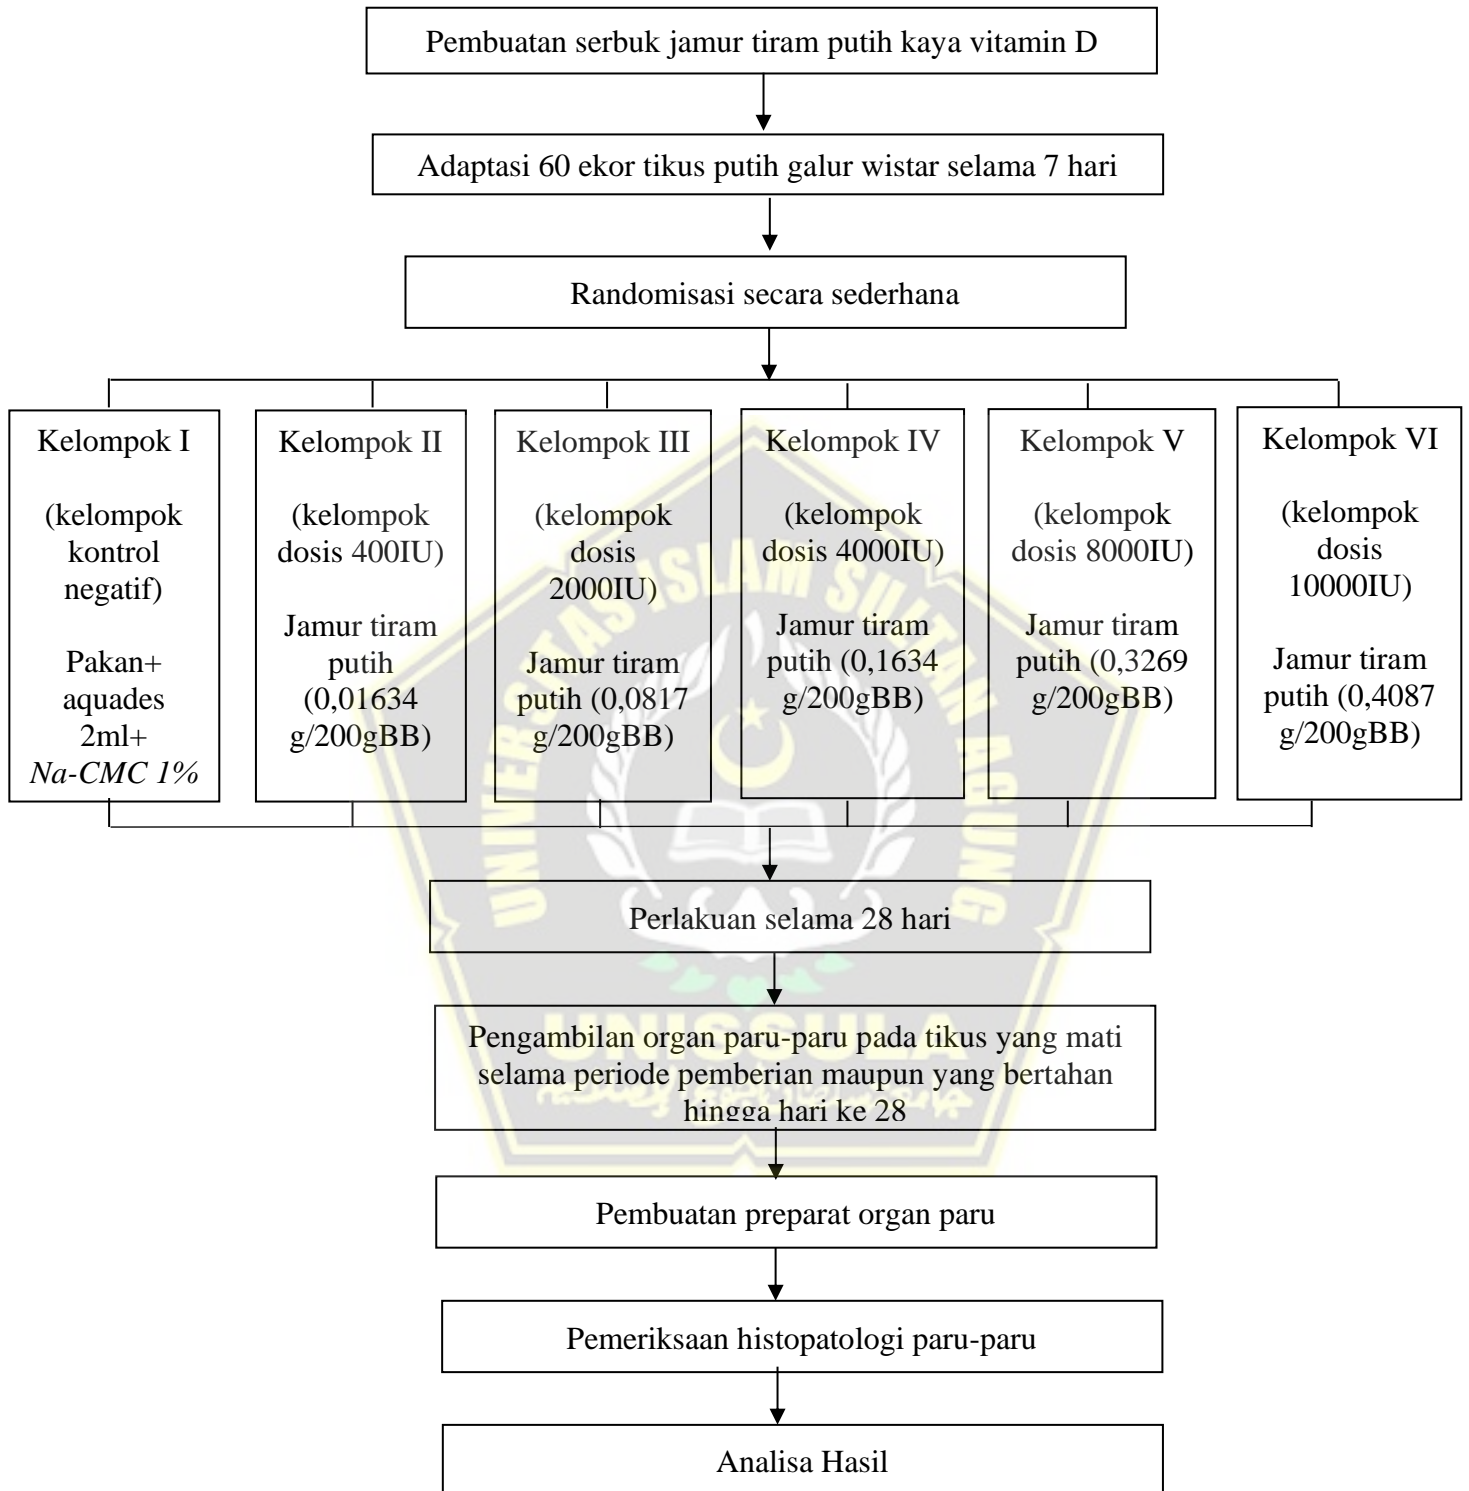 Pembuatan serbuk jamur tiram putih kaya vitamin D
Adaptasi 60 ekor tikus putih galur wistar selama 7 hari
Randomisasi secara sederhana
Kelompok I
(kelompok
kontrol
negatif)
Pakan+
aquades
2ml+
Na-CMC 1%
Kelompok II
(kelompok
dosis 400IU)
Jamur tiram
putih
(0,01634
g/200gBB)
Kelompok III
(kelompok
dosis
2000IU)
Jamur tiram
putih (0,0817
g/200gBB)
Kelompok IV
(kelompok
dosis 4000IU)
Jamur tiram
putih (0,1634
g/200gBB)
Kelompok V
(kelompok
dosis 8000IU)
Jamur tiram
putih (0,3269
g/200gBB)
Kelompok VI
(kelompok
dosis
10000IU)
Jamur tiram
putih (0,4087
g/200gBB)
UNIVERSITAS ISLAM SULTAN AGUNG
Perlakuan selama 28 hari
Pengambilan organ paru-paru pada tikus yang mati
selama periode pemberian maupun yang bertahan
hingga hari ke 28
UNISSULA
Pembuatan preparat organ paru
Pemeriksaan histopatologi paru-paru
Analisa Hasil